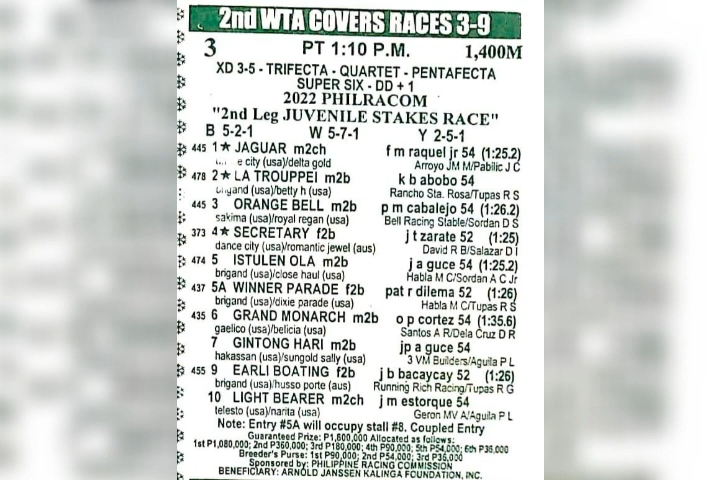 2nd WTA COVERS RACES 3-9
3 PT 1:10 P.M. 1,400M
XD 3-5 - TRIFECTA - QUARTET - PENTAFECTA
SUPER SIX - DD + 1
2022 PHILRACOM
"2nd Leg JUVENILE STAKES RACE"
B 5-2-1 W 5-7-1 Y 2-5-1
445 1★ JAGUAR m2ch f m raquel jr 54 (1:25.2)
e city (usa)/delta gold Arroyo JM M/Pabilic J C
478 2★ LA TROUPPEI m2b k b abobo 54
brigand (usa)/betty h (usa) Rancho Sta. Rosa/Tupas R S
445 3 ORANGE BELL m2b p m cabalejo 54 (1:26.2)
sakima (usa)/royal regan (usa) Bell Racing Stable/Sordan D S
373 4★ SECRETARY f2b j t zarate 52 (1:25)
dance city (usa)/romantic jewel (aus) David R B/Salazar D I
474 5 ISTULEN OLA m2b j a guce 54 (1:25.2)
brigand (usa)/close haul (usa) Habla M C/Sordan A C Jr
437 5A WINNER PARADE f2b pat r dilema 52 (1:26)
brigand (usa)/dixie parade (usa) Habla M C/Tupas R S
435 6 GRAND MONARCH m2b o p cortez 54 (1:35.6)
gaelico (usa)/belicia (usa) Santos A R/Dela Cruz D R
7 GINTONG HARI m2b jp a guce 54
hakassan (usa)/sungold sally (usa) 3 VM Builders/Aguila P L
455 9 EARLI BOATING f2b j b bacaycay 52 (1:26)
brigand (usa)/husso porte (aus) Running Rich Racing/Tupas R G
10 LIGHT BEARER m2ch j m estorque 54
telesto (usa)/narita (usa) Geron MV A/Aguila P L
Note: Entry #5A will occupy stall #8. Coupled Entry
Guaranteed Prize: P1,800,000 Allocated as follows:
1st P1,080,000; 2nd P360,000; 3rd P180,000; 4th P90,000; 5th P54,000; 6th P36,000
Breeder's Purse: 1st P90,000; 2nd P54,000; 3rd P36,000
Sponsored by: PHILIPPINE RACING COMMISSION
BENEFICIARY: ARNOLD JANSSEN KALINGA FOUNDATION, INC.